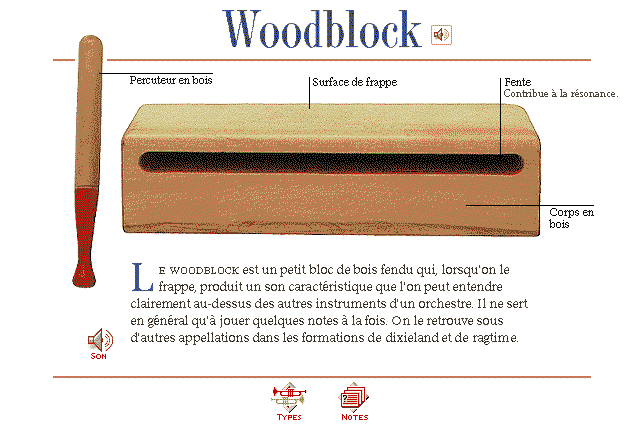 Woodblock
Percuteur en bois
Surface de frappe
Fente
Contribue à la résonance.
Corps en
bois
LE WOODBLOCK est un petit bloc de bois fendu qui, lorsqu'on le
frappe, produit un son caractéristique que l'on peut entendre
clairement au-dessus des autres instruments d'un orchestre. Il ne sert
en général qu'à jouer quelques notes à la fois. On le retrouve sous
d'autres appellations dans les formations de dixieland et de ragtime.
SON
TYPES
NOTES